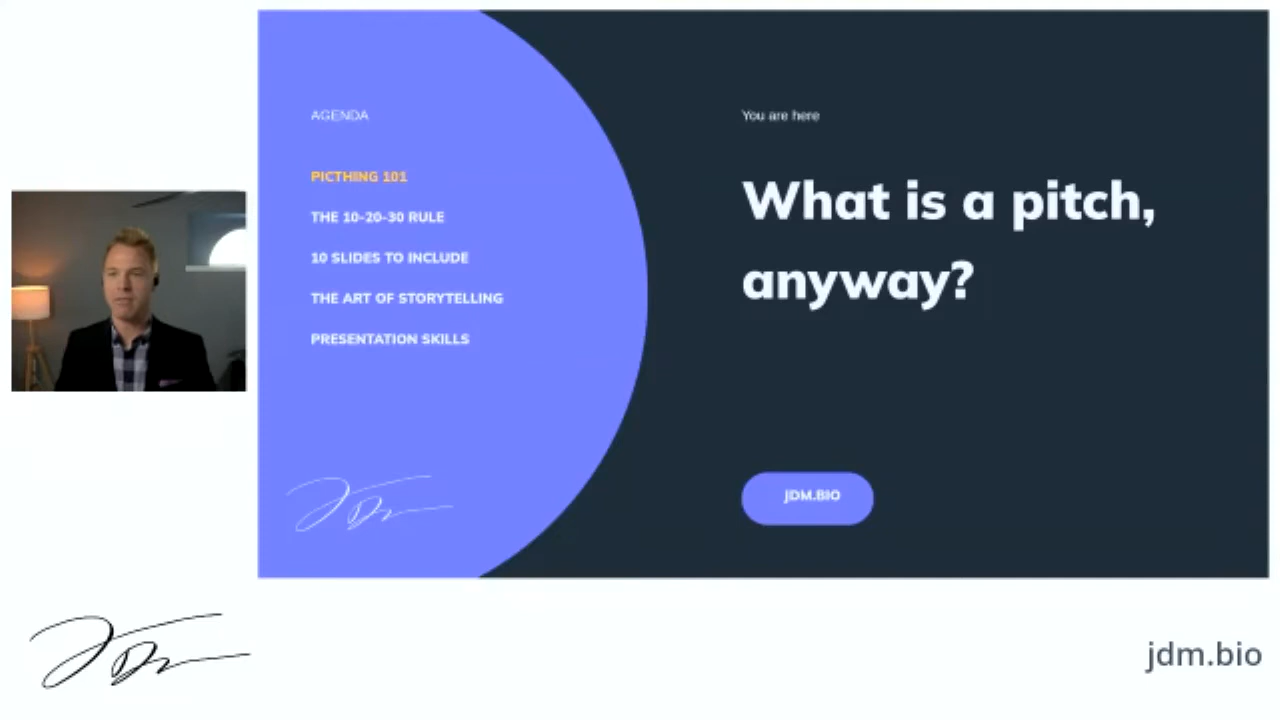 AGENDA
PICTHING 101
THE 10-20-30 RULE
10 SLIDES TO INCLUDE
THE ART OF STORYTELLING
PRESENTATION SKILLS
You are here
What is a pitch,
anyway?
JDM.BIO
jdm.bio